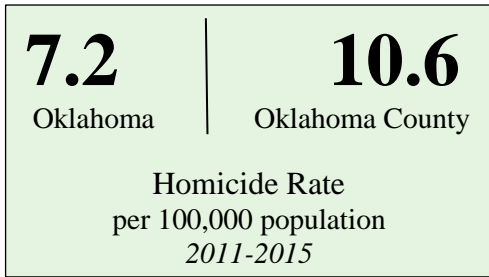 7.2 10.6
Oklahoma Oklahoma County
Homicide Rate
per 100,000 population
2011-2015